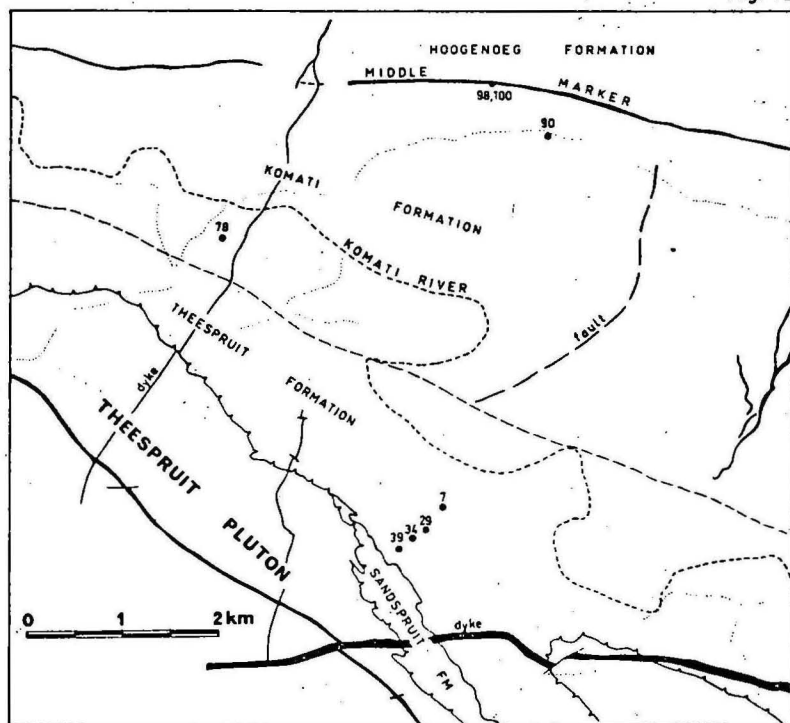 HOOGENOEG FORMATION
MIDDLE MARKER
98,100
90
KOMATI
FORMATION
78
KOMATI RIVER
THEESPRUIT
FORMATION
fault
dyke
THEESPRUIT
PLUTON
7
29
34
39
SANDSPRUIT FM
dyke
0 1 2 km